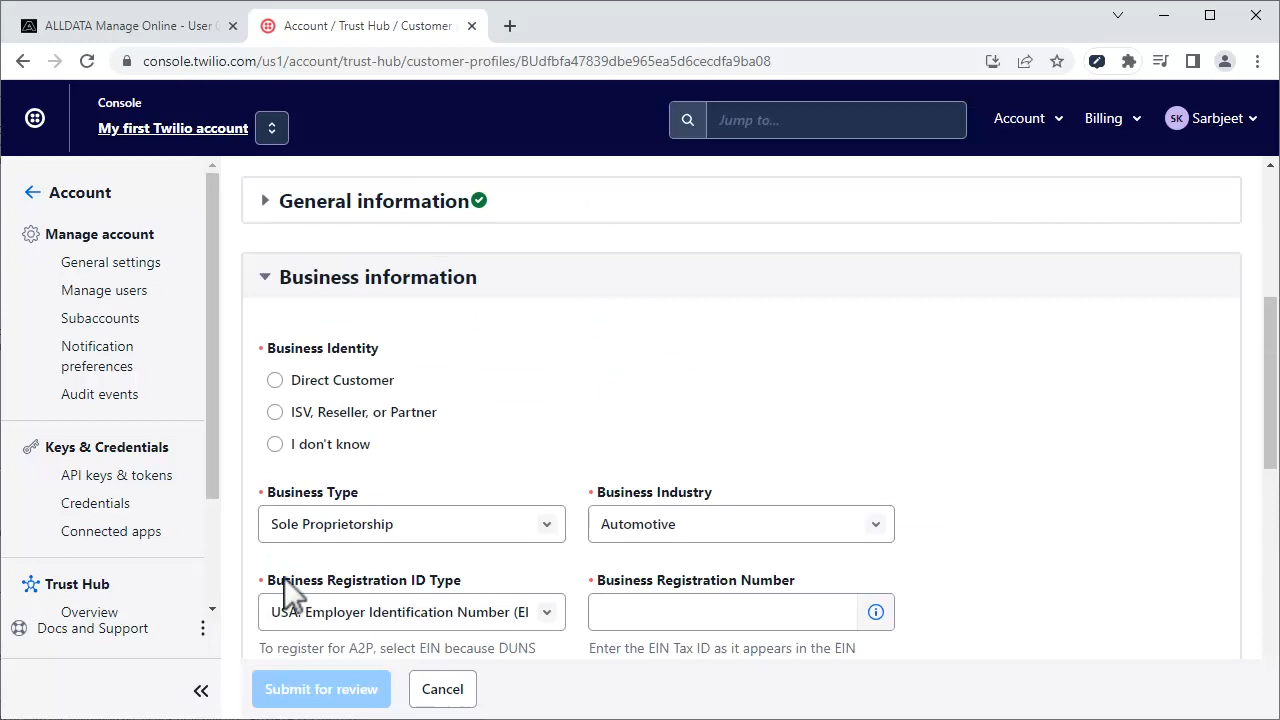 ALLDATA Manage Online - User G
Account / Trust Hub / Customer
console.twilio.com/us1/account/trust-hub/customer-profiles/BUdfbfa47839dbe965ea5d6cecdfa9ba08
Console
My first Twilio account
Jump to...
Account
Billing
SK
Sarbjeet
Account
Manage account
General settings
Manage users
Subaccounts
Notification
preferences
Audit events
Keys & Credentials
API keys & tokens
Credentials
Connected apps
Trust Hub
Overview
Docs and Support
General information
Business information
• Business Identity
Direct Customer
ISV, Reseller, or Partner
I don't know
• Business Type
• Business Industry
Sole Proprietorship
Automotive
• Business Registration ID Type
• Business Registration Number
USA: Employer Identification Number (EI
To register for A2P, select EIN because DUNS
Enter the EIN Tax ID as it appears in the EIN
Submit for review
Cancel